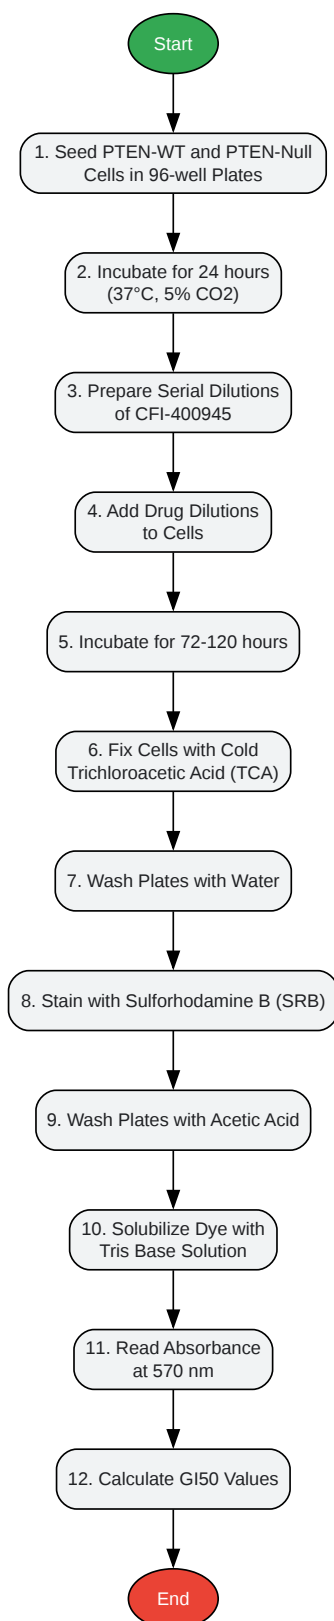 Start
1. Seed PTEN-WT and PTEN-Null
Cells in 96-well Plates
2. Incubate for 24 hours
(37°C, 5% CO2)
3. Prepare Serial Dilutions
of CFI-400945
4. Add Drug Dilutions
to Cells
5. Incubate for 72-120 hours
6. Fix Cells with Cold
Trichloroacetic Acid (TCA)
7. Wash Plates with Water
8. Stain with Sulforhodamine B (SRB)
9. Wash Plates with Acetic Acid
10. Solubilize Dye with
Tris Base Solution
11. Read Absorbance
at 570 nm
12. Calculate GI50 Values
End